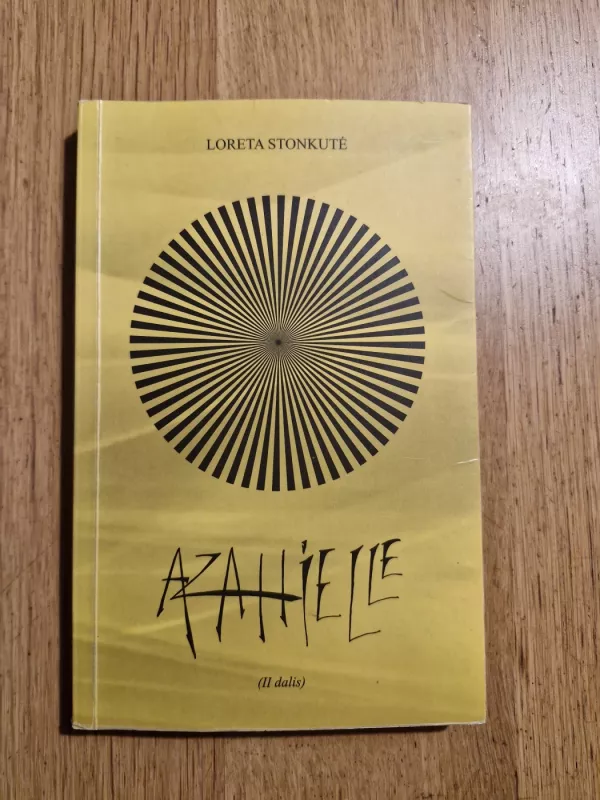 LORETA STONKUTĖ
AZAHIELLE
(II dalis)